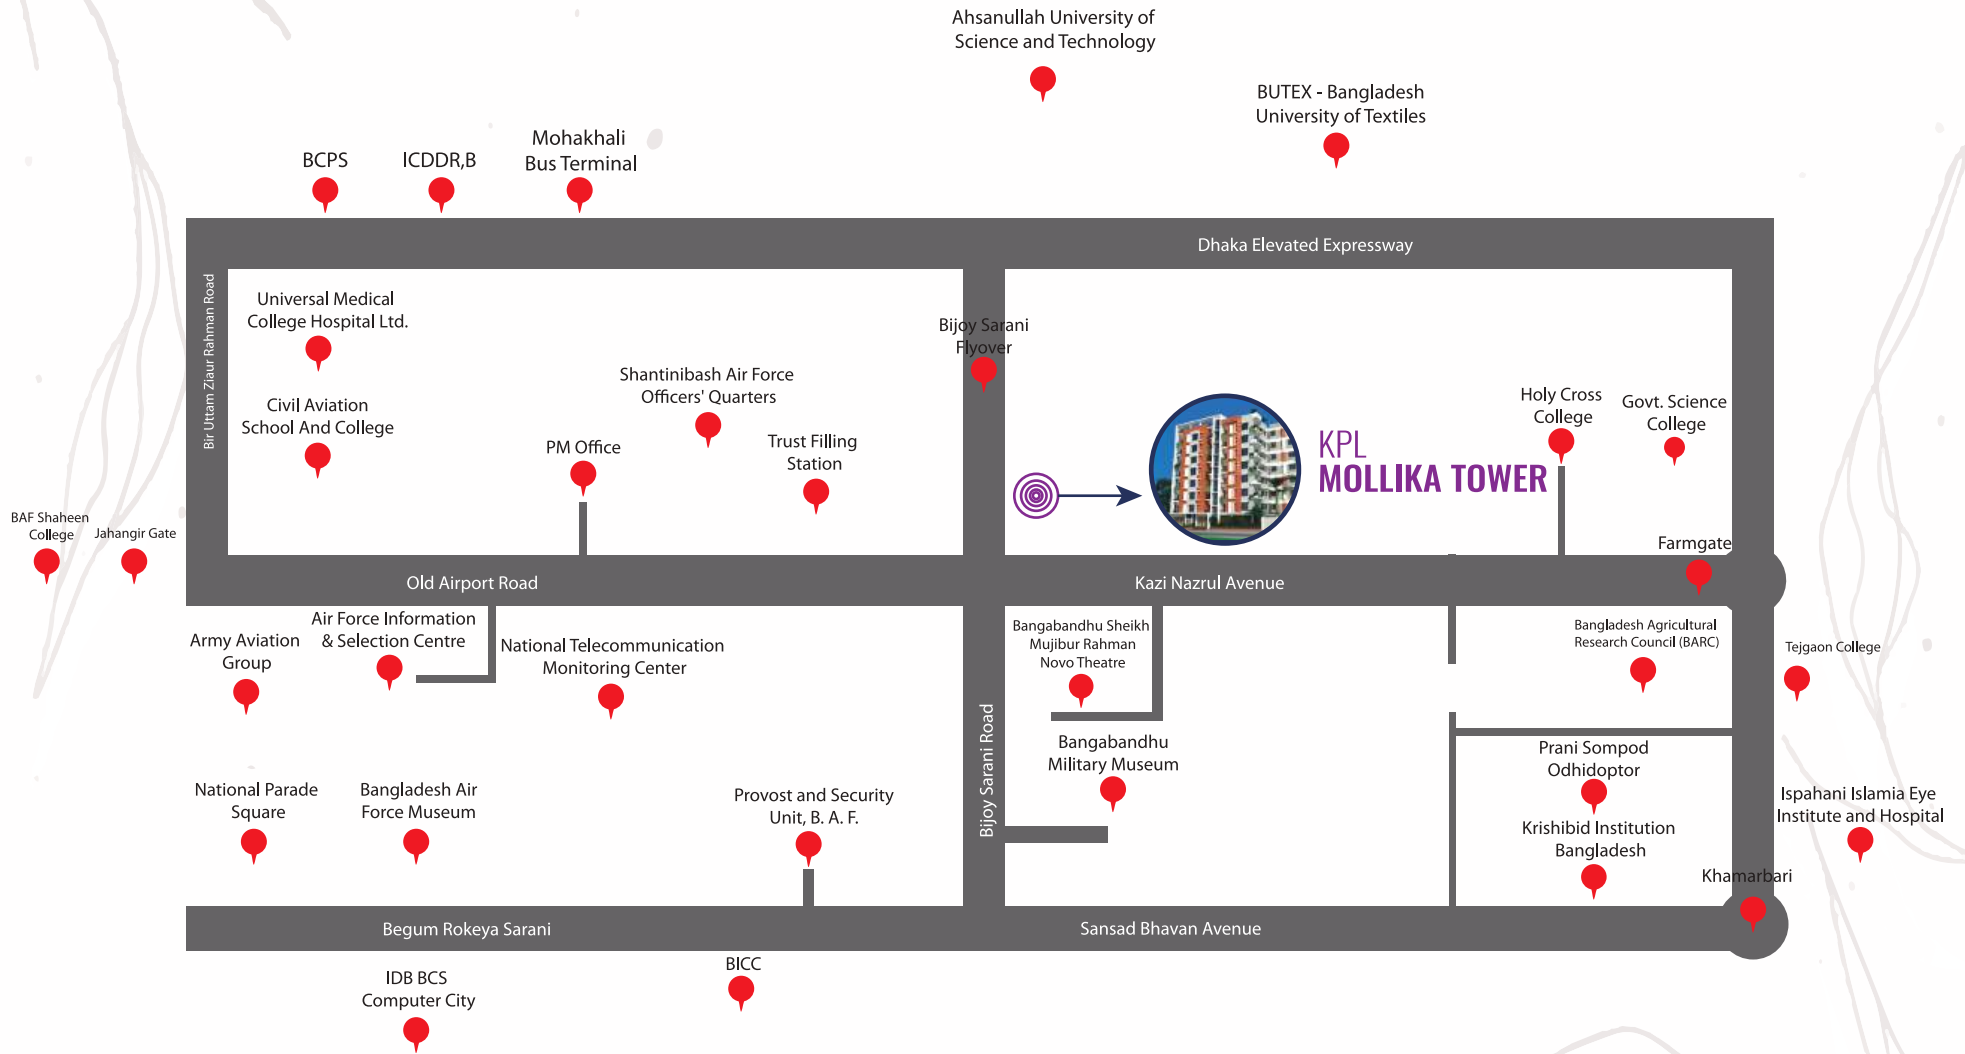 Ahsanullah University of
Science and Technology
BUTEX - Bangladesh
University of Textiles
BCPS
ICDDR,B
Mohakhali
Bus Terminal
Dhaka Elevated Expressway
Bir Uttam Ziaur Rahman Road
Universal Medical
College Hospital Ltd.
Bijoy Sarani
Flyover
Shantinibash Air Force
Officers' Quarters
Civil Aviation
School And College
PM Office
Trust Filling
Station
KPL
MOLLIKA TOWER
Holy Cross
College
Govt. Science
College
BAF Shaheen
College
Jahangir Gate
Farmgate
Old Airport Road
Kazi Nazrul Avenue
Army Aviation
Group
Air Force Information
& Selection Centre
National Telecommunication
Monitoring Center
Bangabandhu Sheikh
Mujibur Rahman
Novo Theatre
Bangladesh Agricultural
Research Council (BARC)
Tejgaon College
Bijoy Sarani Road
Bangabandhu
Military Museum
Prani Sompod
Odhidoptor
National Parade
Square
Bangladesh Air
Force Museum
Provost and Security
Unit, B. A. F.
Krishibid Institution
Bangladesh
Ispahani Islamia Eye
Institute and Hospital
Khamarbari
Begum Rokeya Sarani
Sansad Bhavan Avenue
IDB BCS
Computer City
BICC